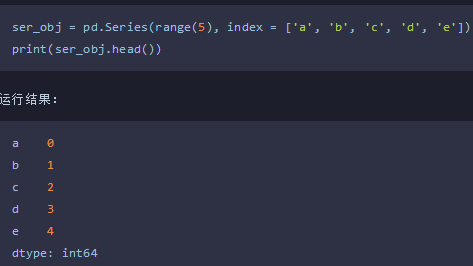 ser_obj = pd.Series(range(5), index = ['a', 'b', 'c', 'd', 'e'])
print(ser_obj.head())
运行结果:
a    0
b    1
c    2
d    3
e    4
dtype: int64